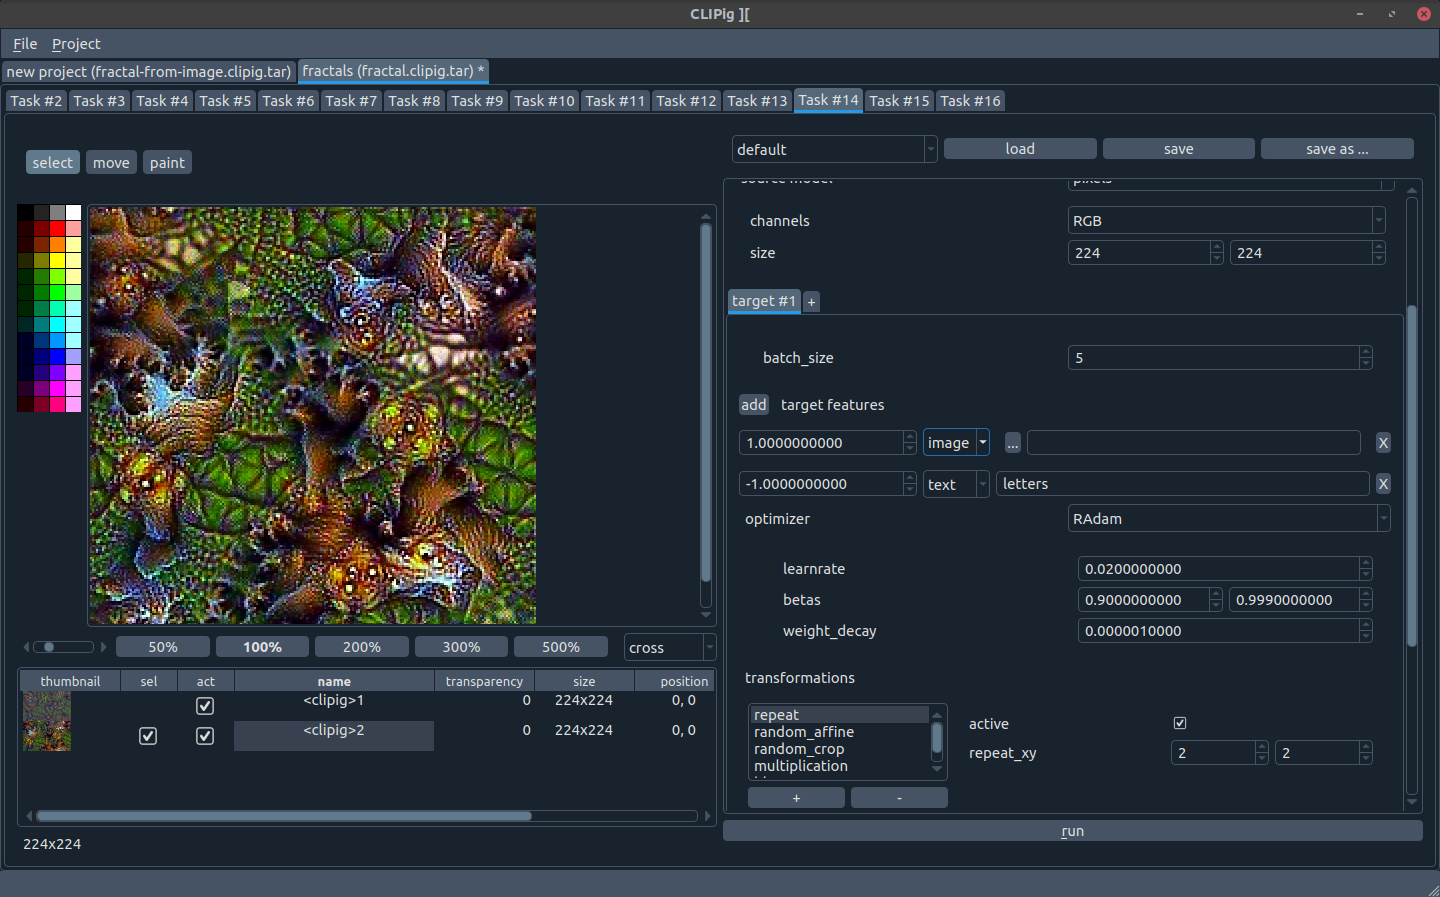 CLIPig ][
File Project
new project (fractal-from-image.clipig.tar) fractals (fractal.clipig.tar) *
Task #2 Task #3 Task #4 Task #5 Task #6 Task #7 Task #8 Task #9 Task #10 Task #11 Task #12 Task #13 Task #14 Task #15 Task #16
select move paint
default load save save as ...
source model pixels
channels RGB
size 224 224
target #1 +
batch_size 5
add target features
1.0000000000 image ... X
-1.0000000000 text letters X
optimizer RAdam
learnrate 0.0200000000
betas 0.9000000000 0.9990000000
weight_decay 0.0000010000
transformations
repeat
random_affine
random_crop
multiplication
active
repeat_xy 2 2
+ -
run
50% 100% 200% 300% 500% cross
thumbnail sel act name transparency size position
<clipig>1 0 224x224 0, 0
<clipig>2 0 224x224 0, 0
224x224